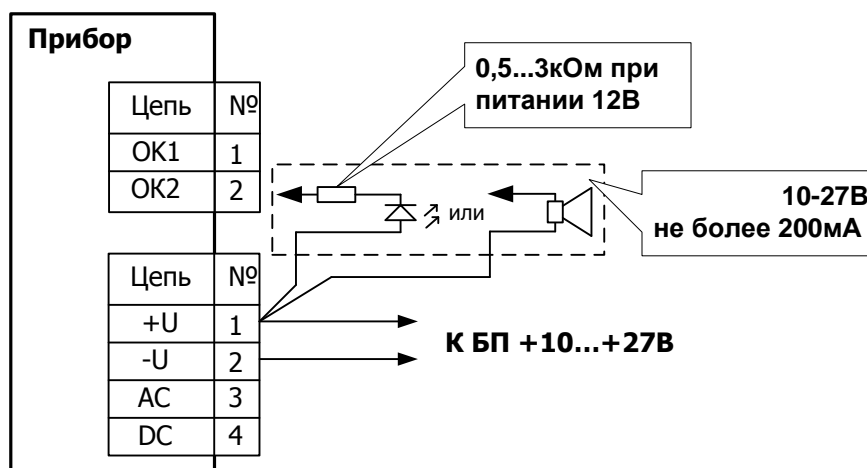 Прибор
0,5...3кОм при
питании 12В
Цепь №
ОК1 1
ОК2 2
или
10-27В
не более 200мА
Цепь №
+U 1
-U 2
AC 3
DC 4
К БП +10...+27В